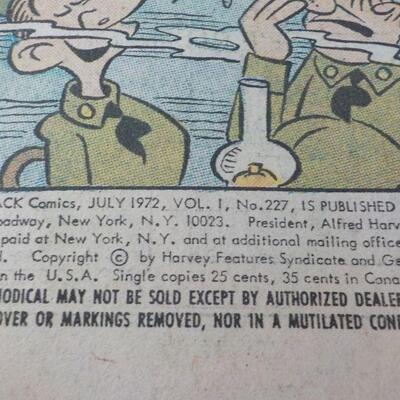 ACK Comics, JULY 1972, VOL. 1, No. 227, IS PUBLISHED
oadway, New York, N.Y. 10023. President, Alfred Harv
paid at New York, N.Y. and at additional mailing office
d. Copyright © by Harvey Features Syndicate and Ge
n the U.S.A. Single copies 25 cents, 35 cents in Cana
IODICAL MAY NOT BE SOLD EXCEPT BY AUTHORIZED DEALER
OVER OR MARKINGS REMOVED, NOR IN A MUTILATED CON